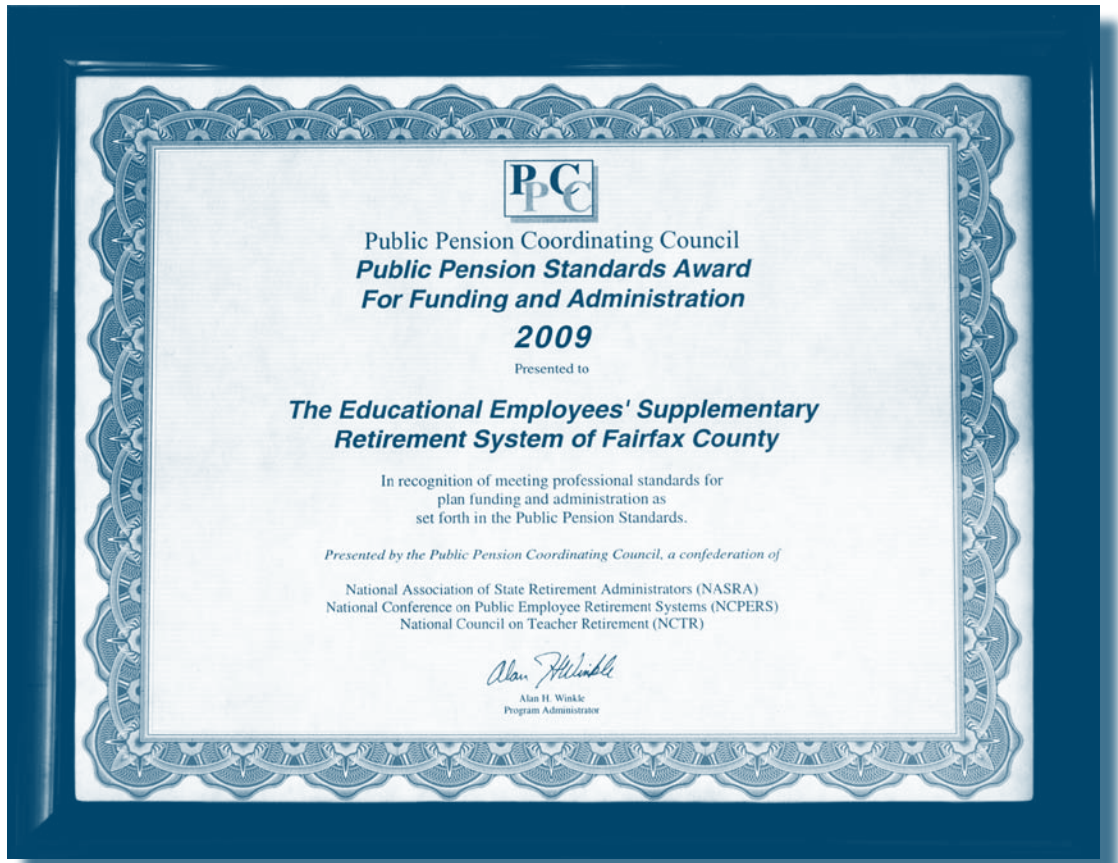 PPCC
Public Pension Coordinating Council
Public Pension Standards Award
For Funding and Administration
2009
Presented to
The Educational Employees' Supplementary
Retirement System of Fairfax County
In recognition of meeting professional standards for
plan funding and administration as
set forth in the Public Pension Standards.
Presented by the Public Pension Coordinating Council, a confederation of
National Association of State Retirement Administrators (NASRA)
National Conference on Public Employee Retirement Systems (NCPERS)
National Council on Teacher Retirement (NCTR)
Alan H Winkle
Alan H. Winkle
Program Administrator